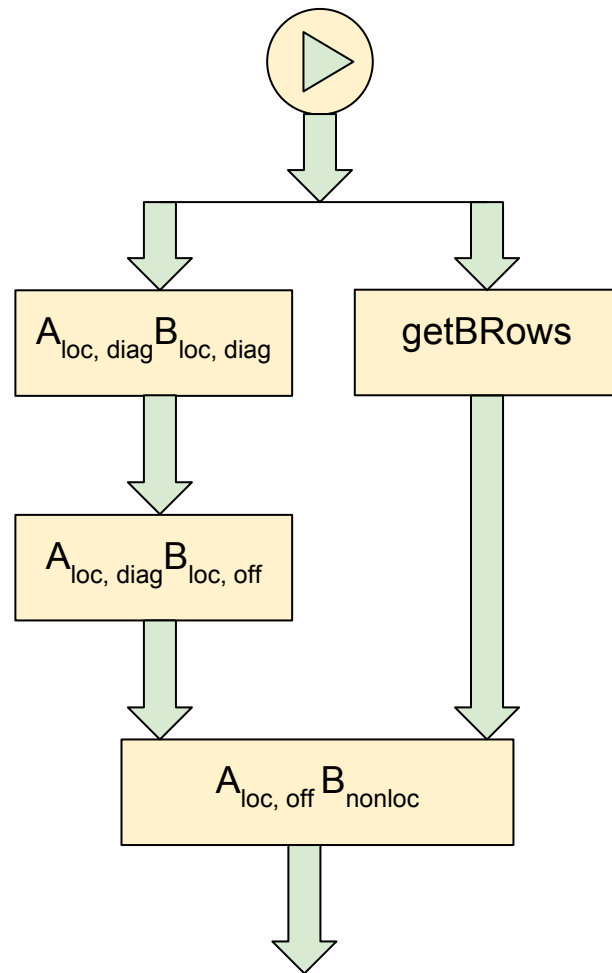 A_loc, diag B_loc, diag
getBRows
A_loc, diag B_loc, off
A_loc, off B_nonloc